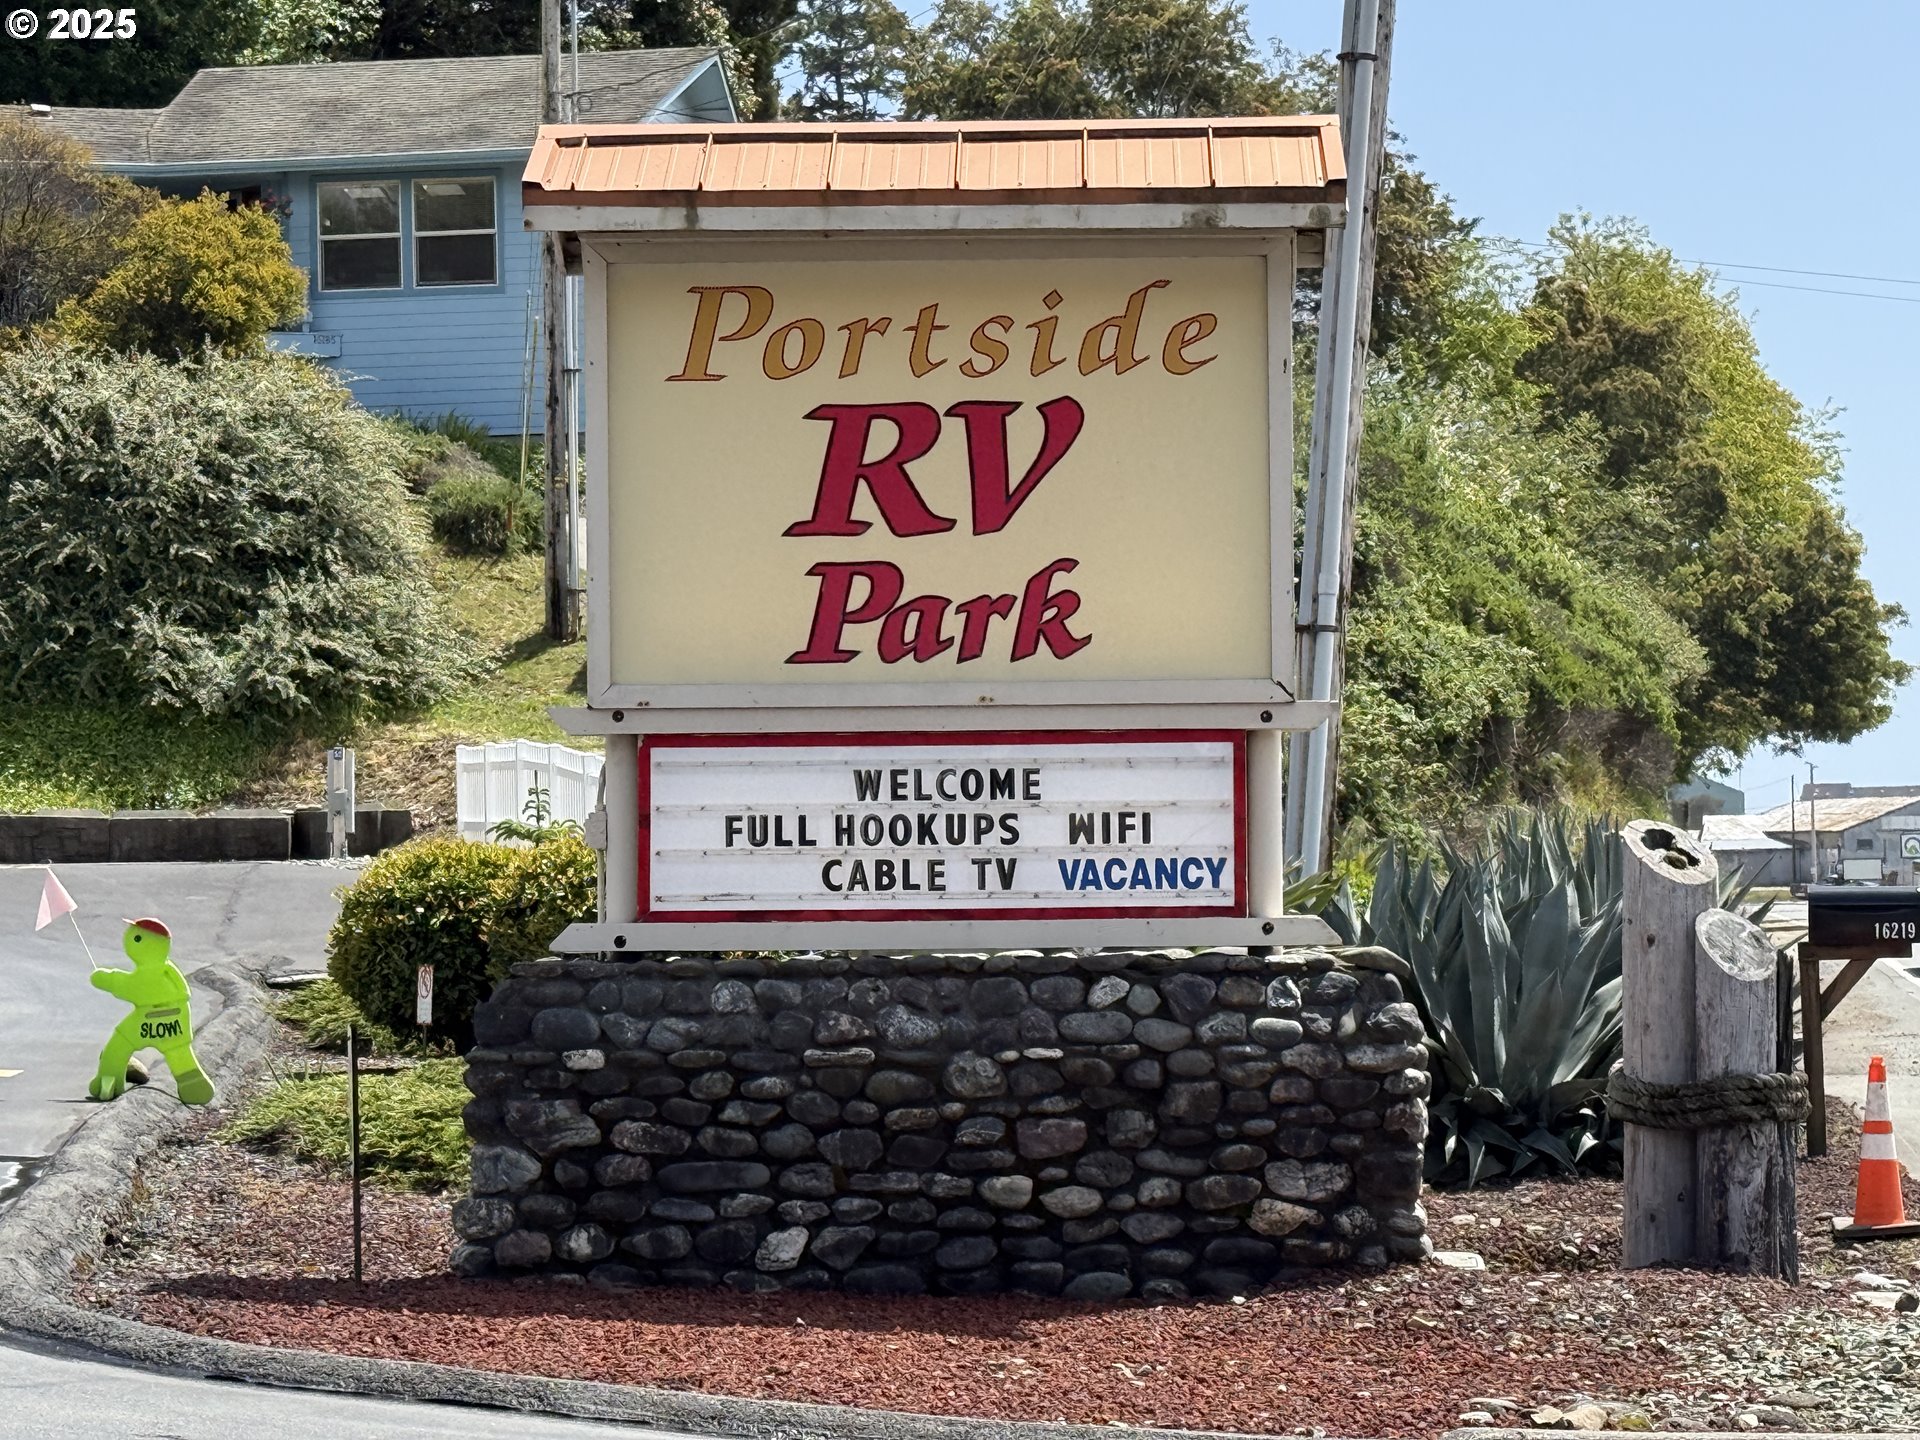 © 2025
Portside
RV
Park
WELCOME
FULL HOOKUPS WIFI
CABLE TV VACANCY
SLOW!
16219